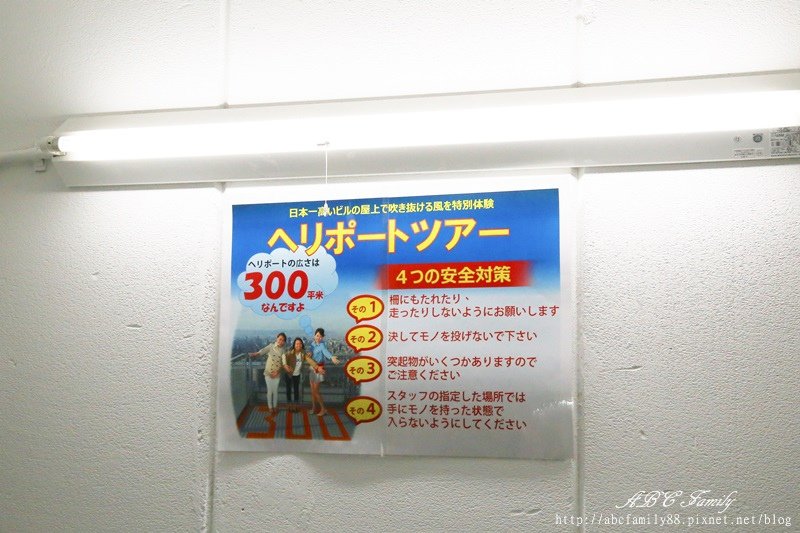 日本一高いビルの屋上で吹き抜ける風を特別体験
ヘリポートツアー
ヘリポートの広さは
300平米
なんですよ
4つの安全対策
その1
柵にもたれたり、
走ったりしないようにお願いします
その2
決してモノを投げないで下さい
その3
突起物がいくつかありますので
ご注意ください
その4
スタッフの指定した場所では
手にモノを持った状態で
入らないようにしてください
300
ABC Family
http://abcfamily88.pixnet.net/blog